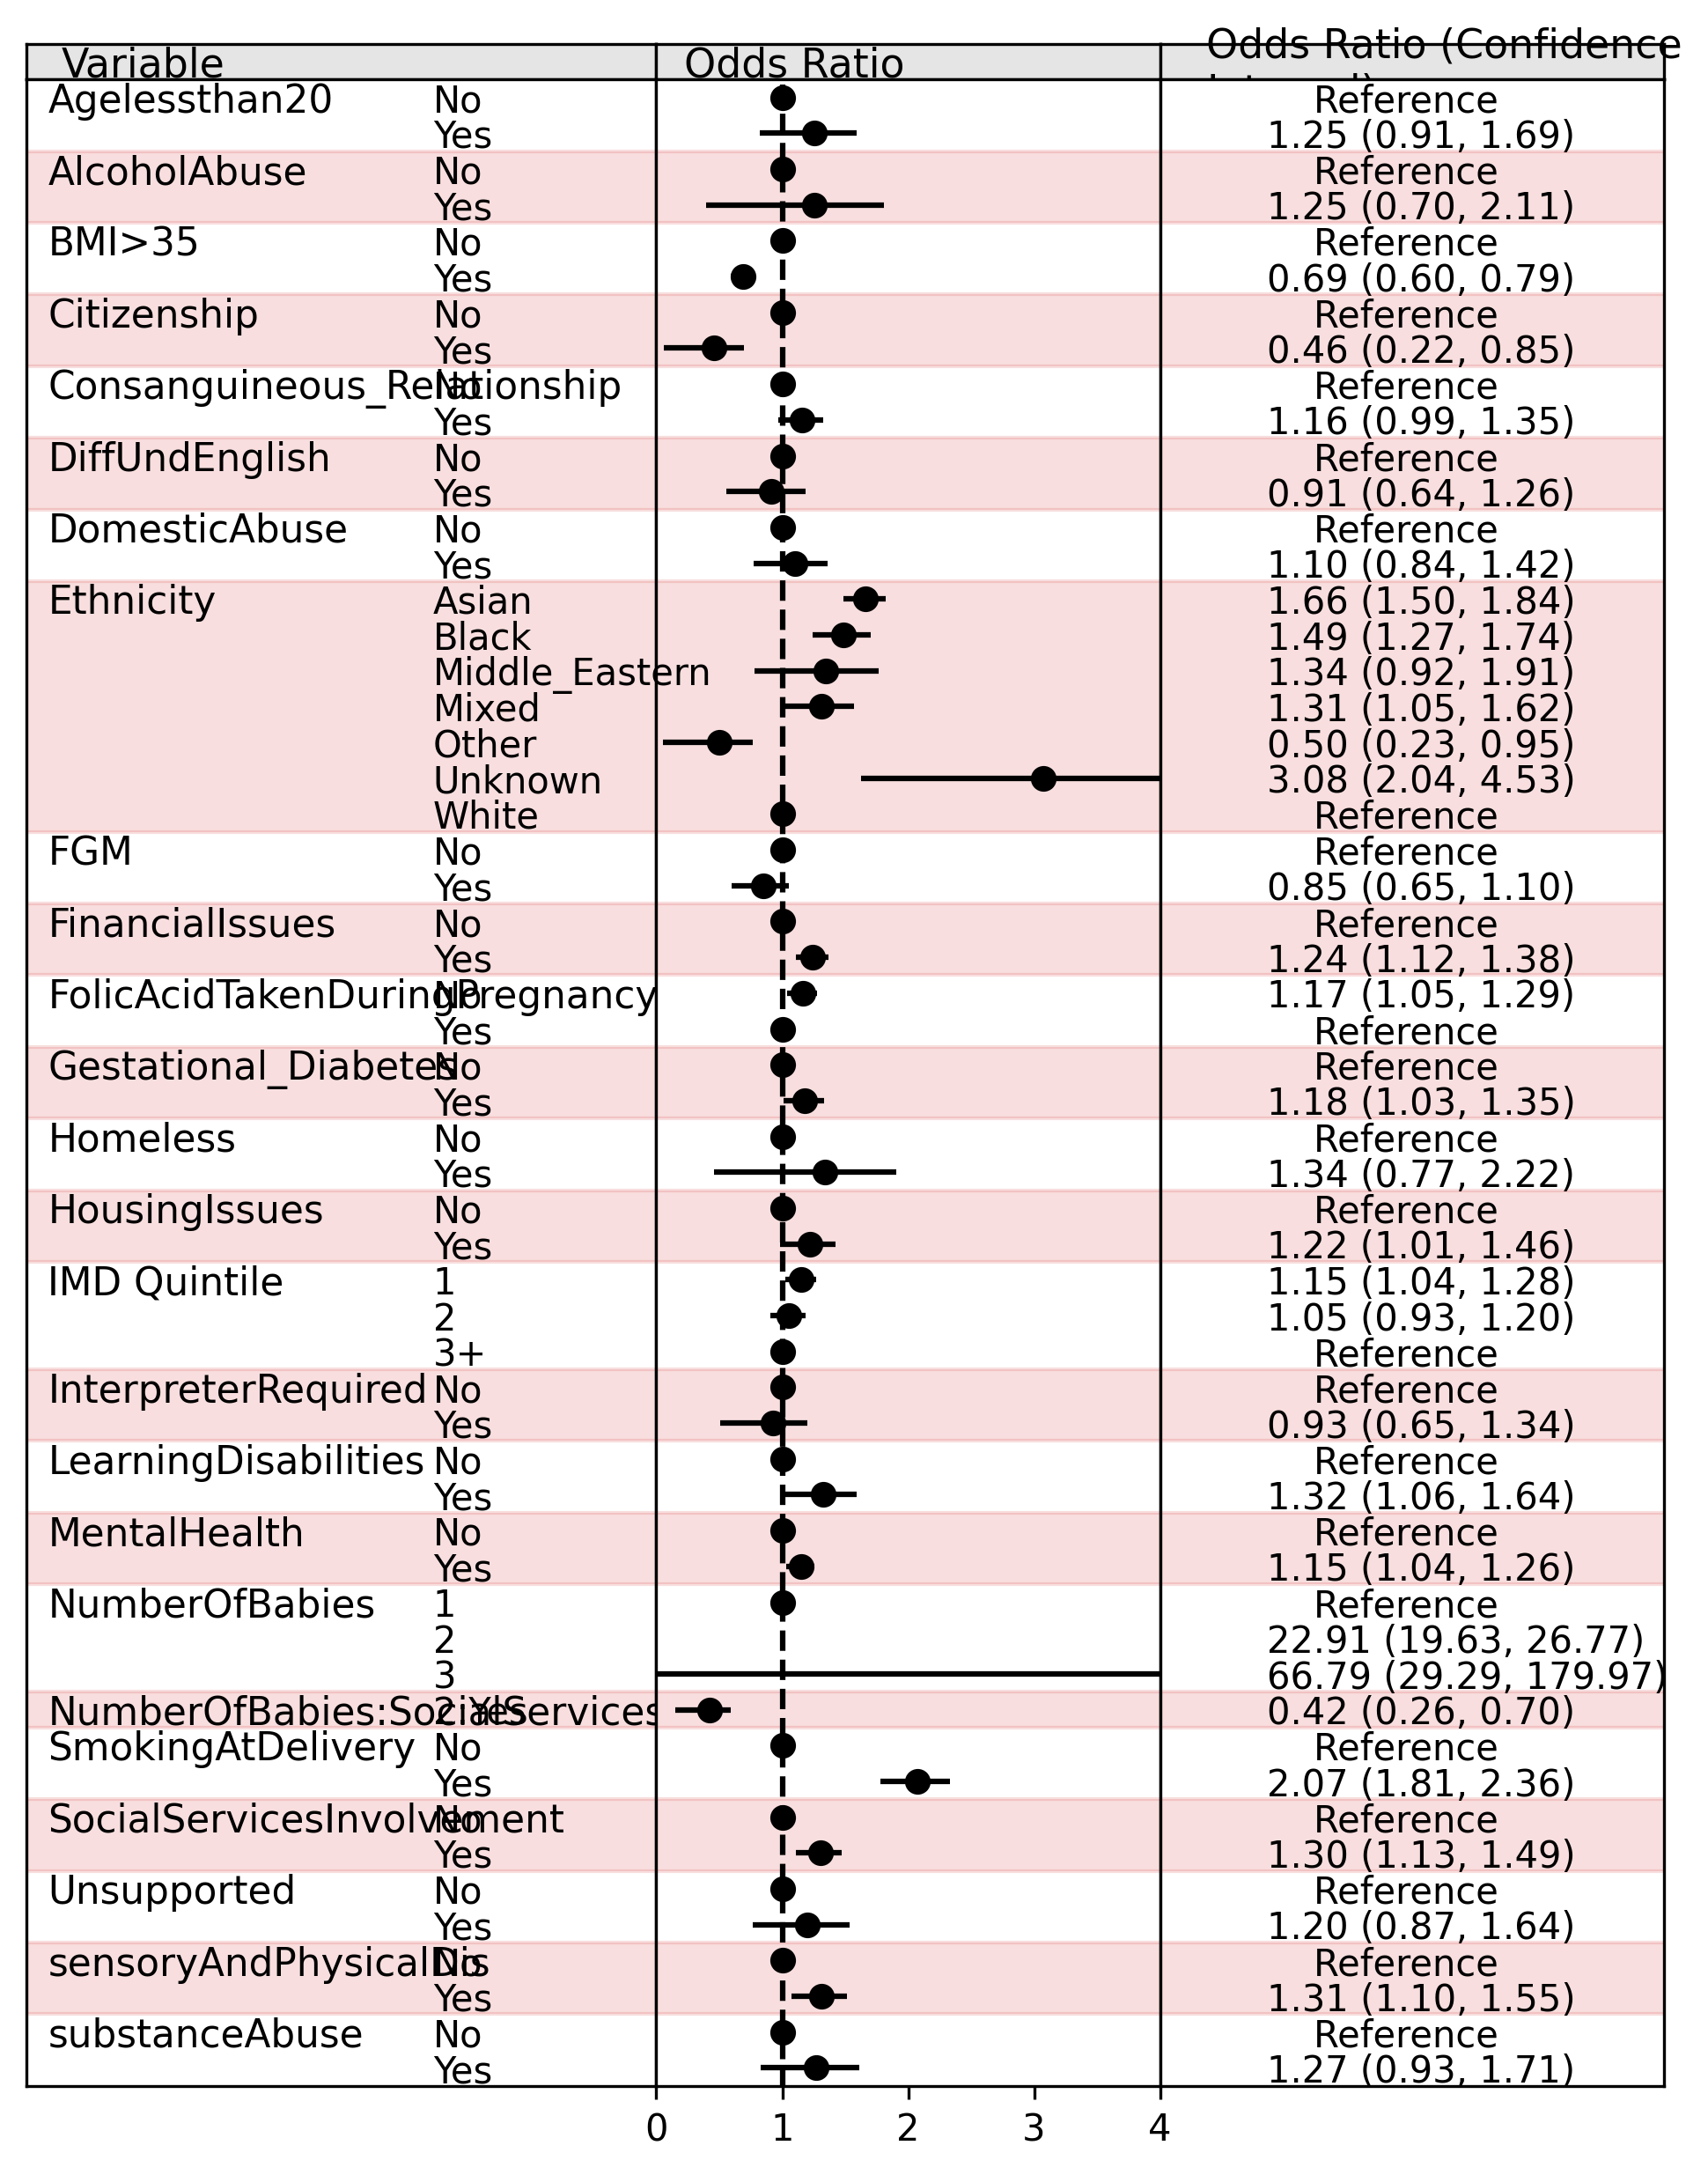 Variable Odds Ratio Odds Ratio (Confidence
Agelessthan20 No Reference
Yes 1.25 (0.91, 1.69)
AlcoholAbuse No Reference
Yes 1.25 (0.70, 2.11)
BMI>35 No Reference
Yes 0.69 (0.60, 0.79)
Citizenship No Reference
Yes 0.46 (0.22, 0.85)
Consanguineous_Relationship No Reference
Yes 1.16 (0.99, 1.35)
DiffUndEnglish No Reference
Yes 0.91 (0.64, 1.26)
DomesticAbuse No Reference
Yes 1.10 (0.84, 1.42)
Ethnicity Asian 1.66 (1.50, 1.84)
Black 1.49 (1.27, 1.74)
Middle_Eastern 1.34 (0.92, 1.91)
Mixed 1.31 (1.05, 1.62)
Other 0.50 (0.23, 0.95)
Unknown 3.08 (2.04, 4.53)
White Reference
FGM No Reference
Yes 0.85 (0.65, 1.10)
FinancialIssues No Reference
Yes 1.24 (1.12, 1.38)
FolicAcidTakenDuringPregnancy No 1.17 (1.05, 1.29)
Yes Reference
Gestational_Diabetes No Reference
Yes 1.18 (1.03, 1.35)
Homeless No Reference
Yes 1.34 (0.77, 2.22)
HousingIssues No Reference
Yes 1.22 (1.01, 1.46)
IMD Quintile 1 1.15 (1.04, 1.28)
2 1.05 (0.93, 1.20)
3+ Reference
InterpreterRequired No Reference
Yes 0.93 (0.65, 1.34)
LearningDisabilities No Reference
Yes 1.32 (1.06, 1.64)
MentalHealth No Reference
Yes 1.15 (1.04, 1.26)
NumberOfBabies 1 Reference
2 22.91 (19.63, 26.77)
3 66.79 (29.29, 179.97)
NumberOfBabies:SocialServices 2:Yes 0.42 (0.26, 0.70)
SmokingAtDelivery No Reference
Yes 2.07 (1.81, 2.36)
SocialServicesInvolvement No Reference
Yes 1.30 (1.13, 1.49)
Unsupported No Reference
Yes 1.20 (0.87, 1.64)
sensoryAndPhysicalDis No Reference
Yes 1.31 (1.10, 1.55)
substanceAbuse No Reference
Yes 1.27 (0.93, 1.71)
0 1 2 3 4